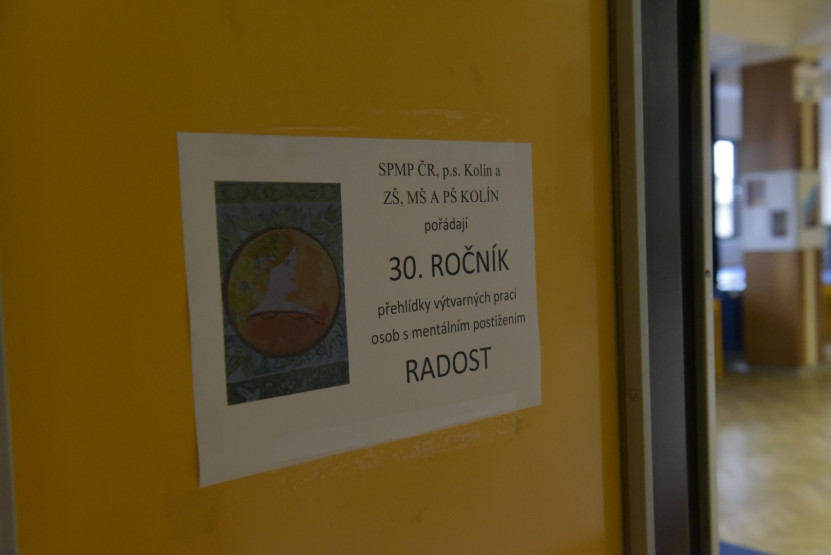 SPMP ČR, p.s. Kolín a
ZŠ, MŠ A PŠ KOLÍN
pořádají
30. ROČNÍK
přehlídky výtvarných prací
osob s mentálním postižením
RADOST